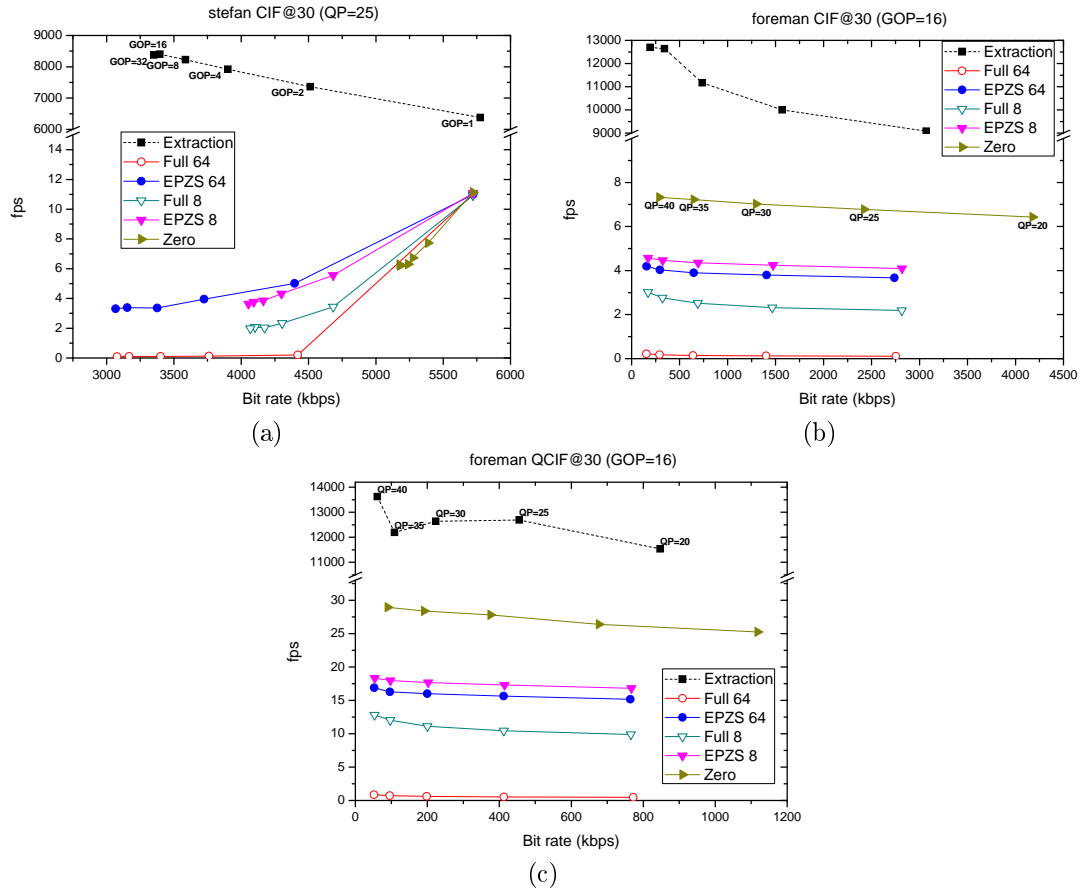 stefan CIF@30 (QP=25)
9000
8000
7000
6000
12
11
10
9
8
7
6
5
4
3
2
1
0
GOP=16
GOP=32
GOP=8
GOP=4
GOP=2
GOP=1
Extraction
Full 64
EPZS 64
Full 8
EPZS 8
Zero
fps
3000 3500 4000 4500 5000 5500 6000
Bit rate (kbps)
(a)
foreman CIF@30 (GOP=16)
13000
12000
11000
10000
9000
8
6
4
2
0
Extraction
Full 64
EPZS 64
Full 8
EPZS 8
Zero
QP=40
QP=35
QP=30
QP=25
QP=20
fps
0 500 1000 1500 2000 2500 3000 3500 4000 4500
Bit rate (kbps)
(b)
foreman QCIF@30 (GOP=16)
14000
13000
12000
11000
30
25
20
15
10
5
0
QP=40
QP=35
QP=30
QP=25
QP=20
Extraction
Full 64
EPZS 64
Full 8
EPZS 8
Zero
fps
0 200 400 600 800 1000 1200
Bit rate (kbps)
(c)